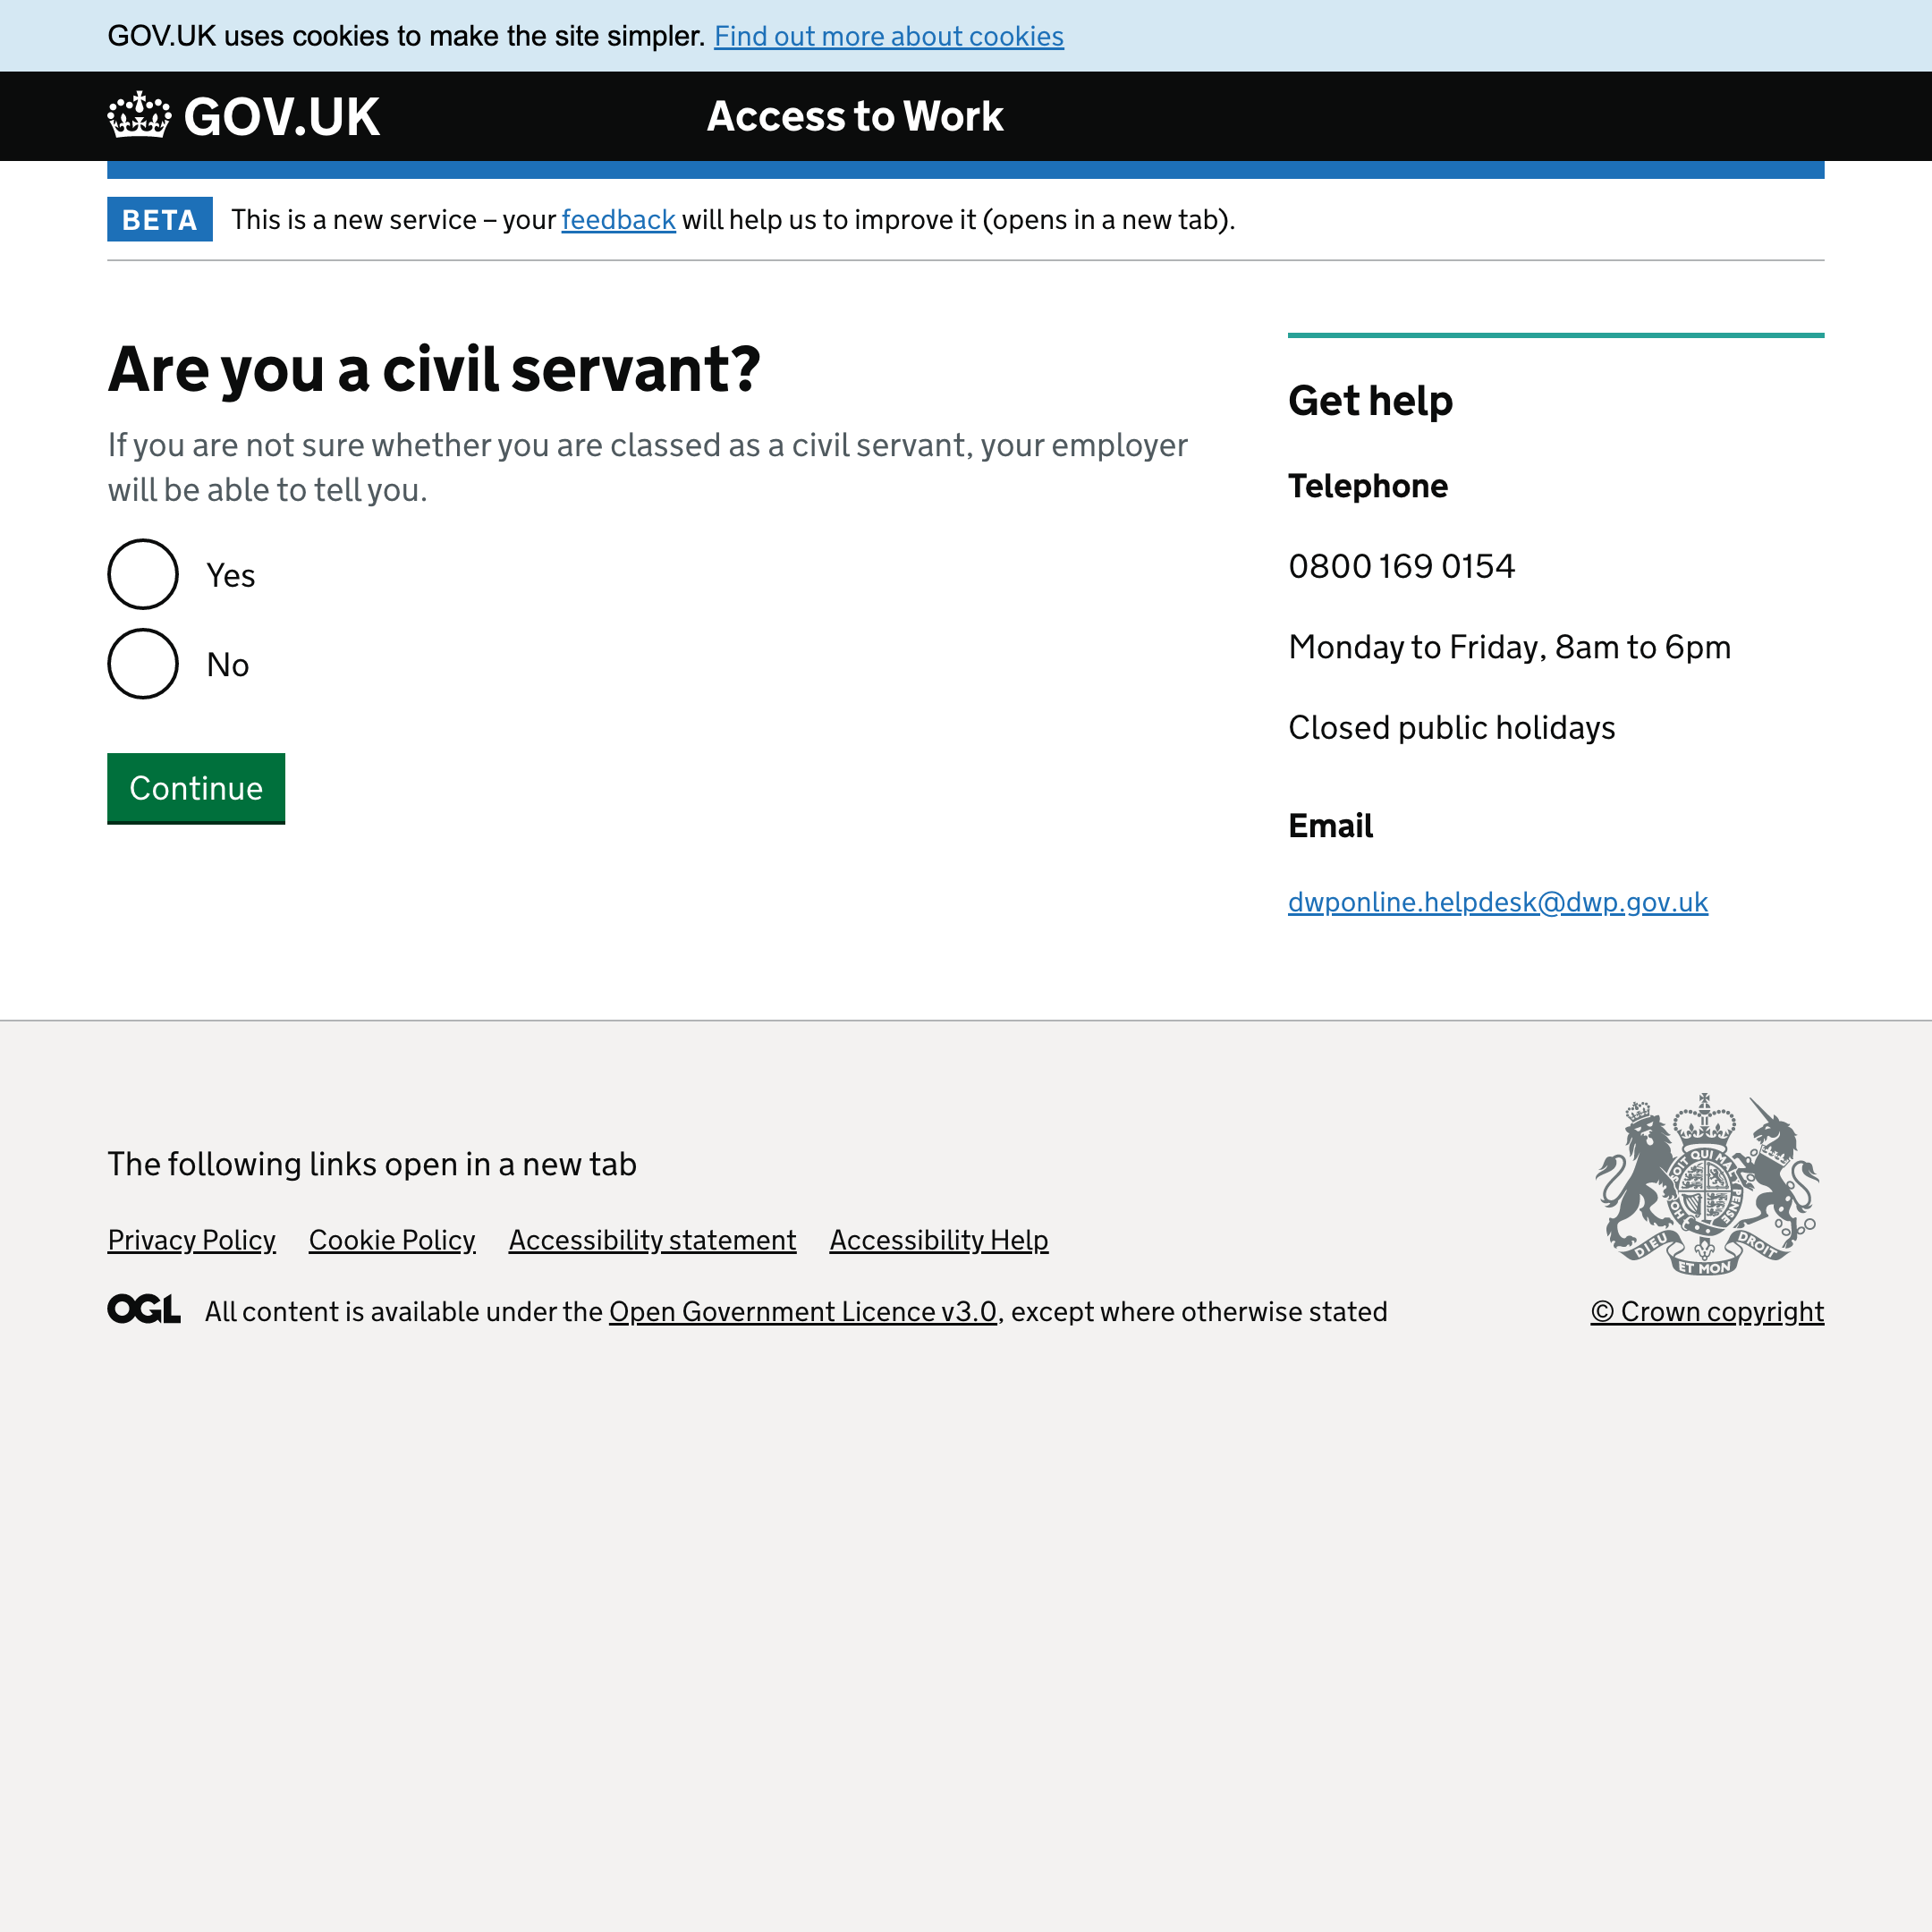 GOV.UK uses cookies to make the site simpler. Find out more about cookies
GOV.UK
Access to Work
BETA
This is a new service – your feedback will help us to improve it (opens in a new tab).
Are you a civil servant?
If you are not sure whether you are classed as a civil servant, your employer
will be able to tell you.
Yes
No
Continue
Get help
Telephone
0800 169 0154
Monday to Friday, 8am to 6pm
Closed public holidays
Email
dwponline.helpdesk@dwp.gov.uk
The following links open in a new tab
Privacy Policy Cookie Policy Accessibility statement Accessibility Help
OGL All content is available under the Open Government Licence v3.0, except where otherwise stated
SOIT QUI MAL
PENSE
DIEU ET MON DROIT
© Crown copyright